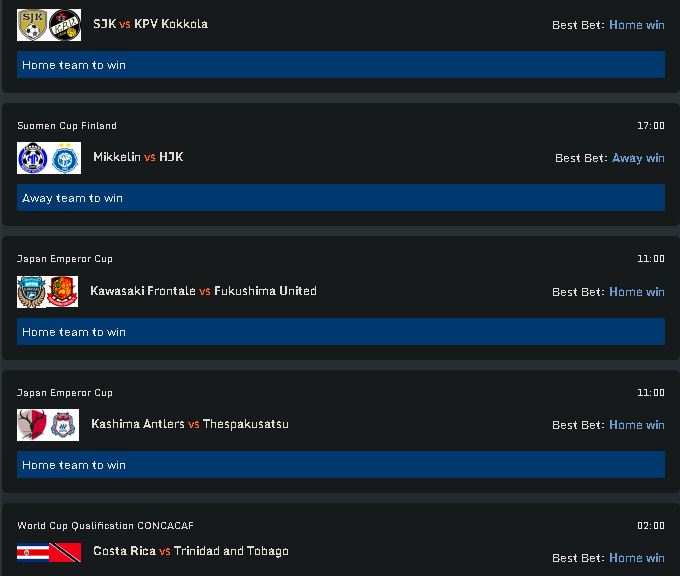 SJK vs KPV Kokkola
Best Bet: Home win
Home team to win
Suomen Cup Finland
17:00
Mikkelin vs HJK
Best Bet: Away win
Away team to win
Japan Emperor Cup
11:00
Kawasaki Frontale vs Fukushima United
Best Bet: Home win
Home team to win
Japan Emperor Cup
11:00
Kashima Antlers vs Thespakusatsu
Best Bet: Home win
Home team to win
World Cup Qualification CONCACAF
02:00
Costa Rica vs Trinidad and Tobago
Best Bet: Home win